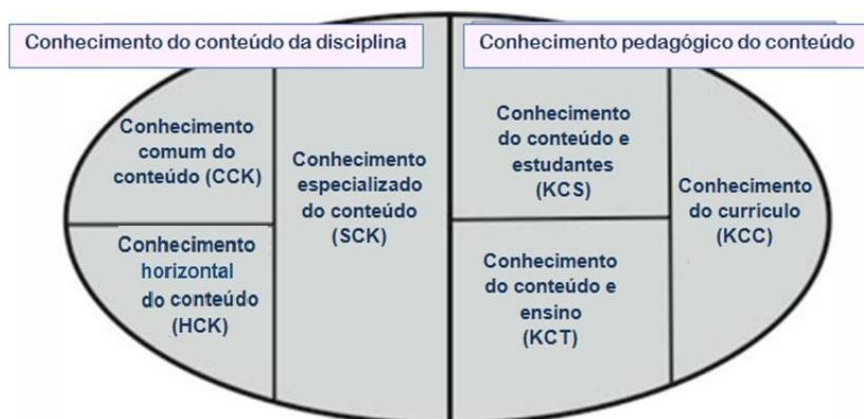 Conhecimento do conteúdo da disciplina
Conhecimento pedagógico do conteúdo
Conhecimento
comum do
conteúdo (CCK)
Conhecimento
horizontal
do conteúdo
(HCK)
Conhecimento
especializado
do conteúdo
(SCK)
Conhecimento
do conteúdo e
estudantes
(KCS)
Conhecimento
do conteúdo e
ensino
(KCT)
Conhecimento
do currículo
(KCC)